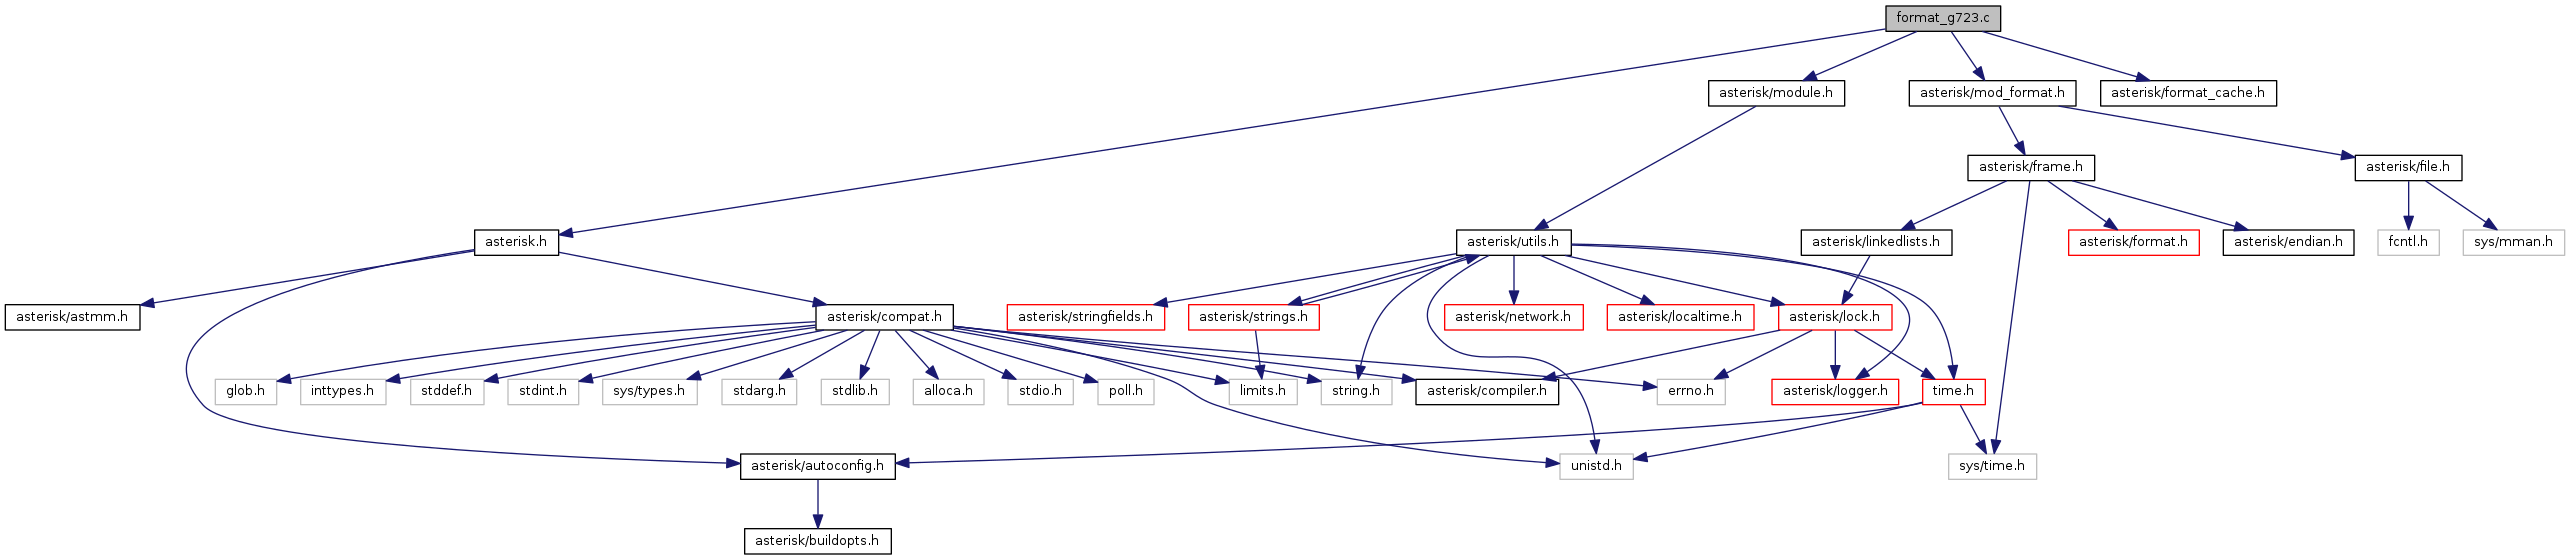 format_g723.c
asterisk/module.h
asterisk/mod_format.h
asterisk/format_cache.h
asterisk/frame.h
asterisk/file.h
asterisk.h
asterisk/utils.h
asterisk/linkedlists.h
asterisk/format.h
asterisk/endian.h
fcntl.h
sys/mman.h
asterisk/astmm.h
asterisk/compat.h
asterisk/stringfields.h
asterisk/strings.h
asterisk/network.h
asterisk/localtime.h
asterisk/lock.h
glob.h
inttypes.h
stddef.h
stdint.h
sys/types.h
stdarg.h
stdlib.h
alloca.h
stdio.h
poll.h
limits.h
string.h
asterisk/compiler.h
errno.h
asterisk/logger.h
time.h
asterisk/autoconfig.h
unistd.h
sys/time.h
asterisk/buildopts.h